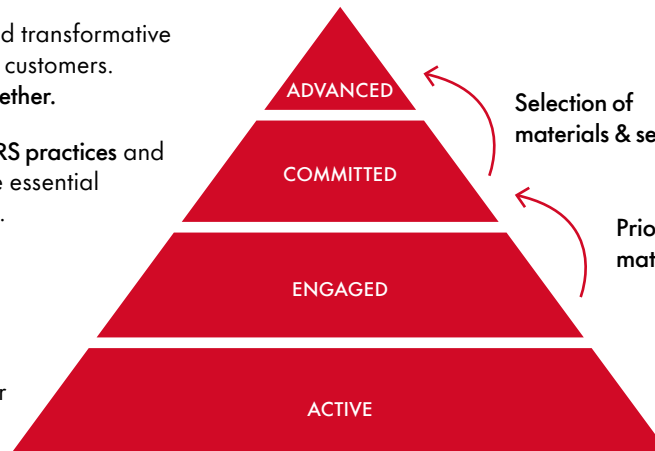 d transformative
customers.
ether.
RS practices and
e essential
.
r
ADVANCED
COMMITTED
ENGAGED
ACTIVE
Selection of
materials & se
Prio
mat